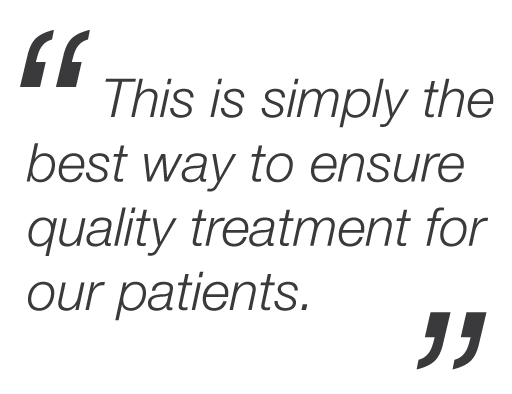 “ This is simply the
best way to ensure
quality treatment for
our patients.
”